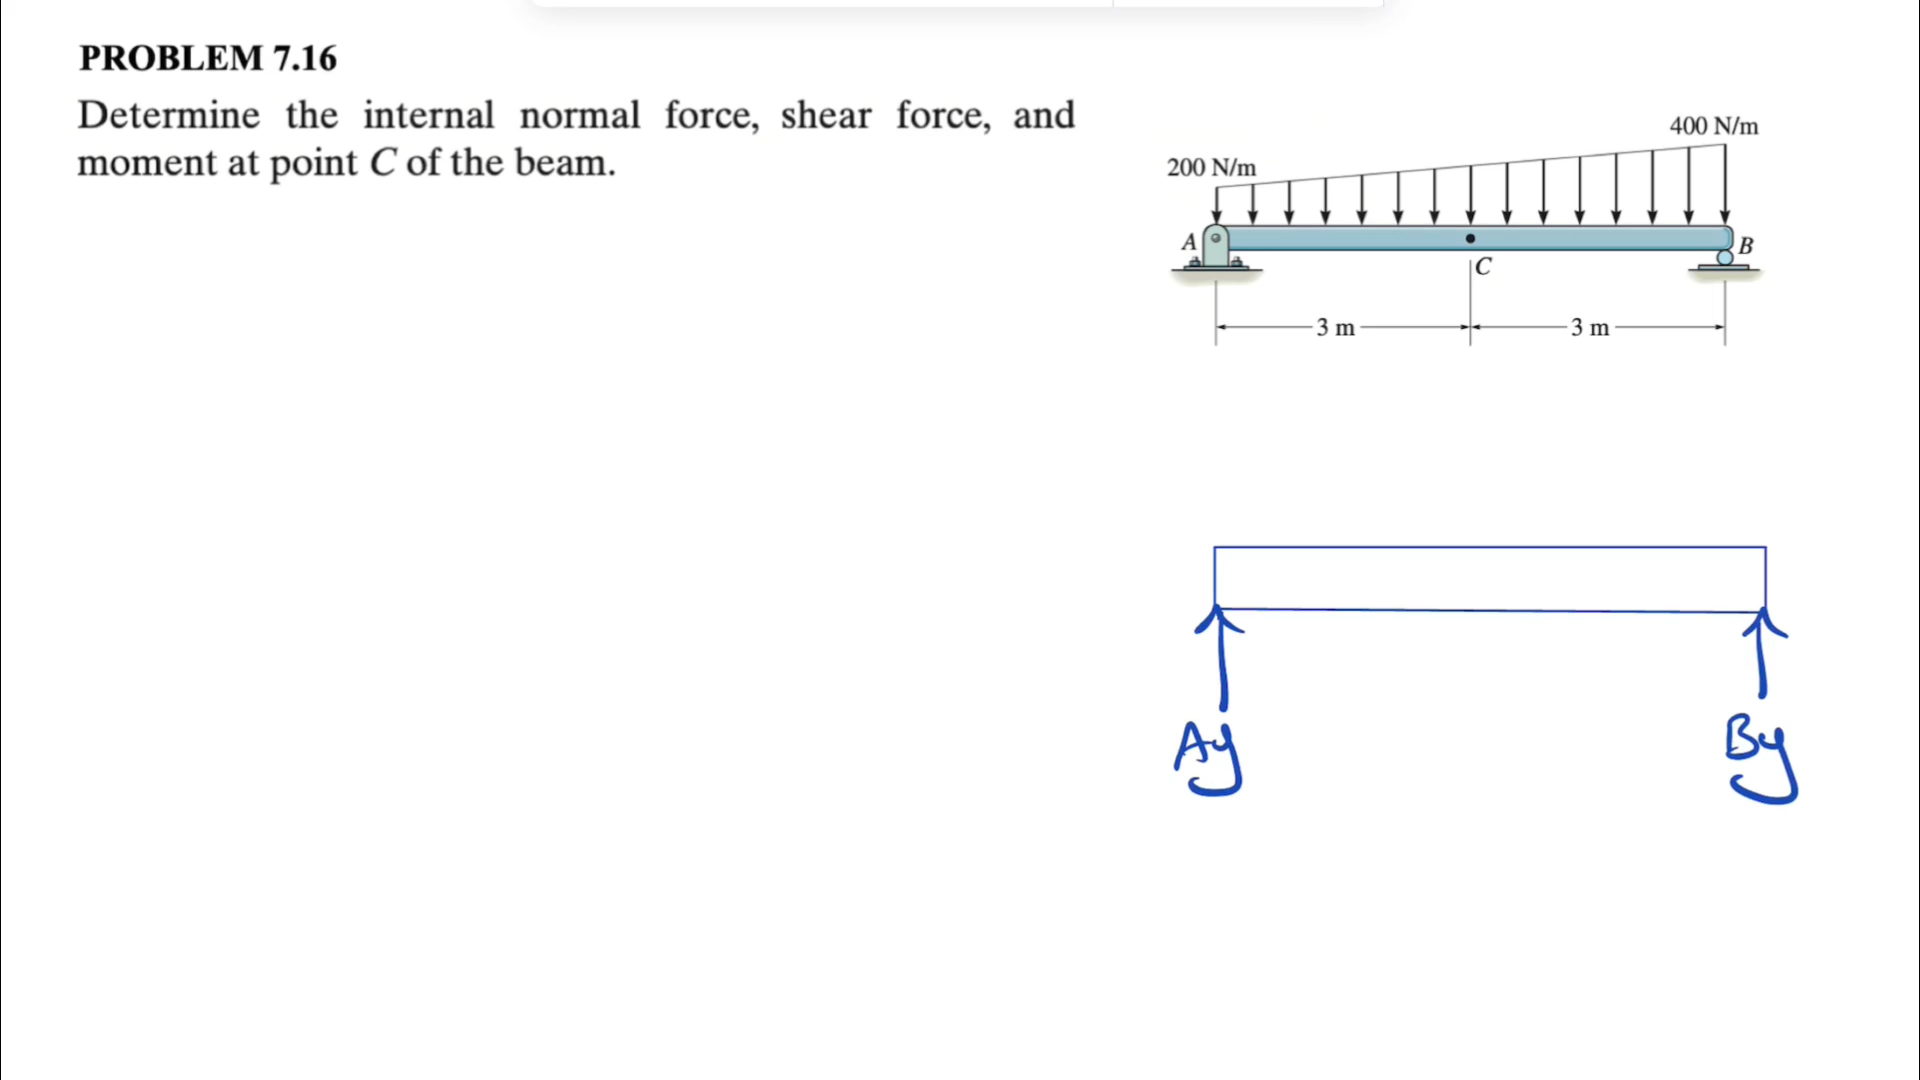 PROBLEM 7.16
Determine the internal normal force, shear force, and
moment at point C of the beam.
400 N/m
200 N/m
A
B
C
3 m
3 m
Ay
By